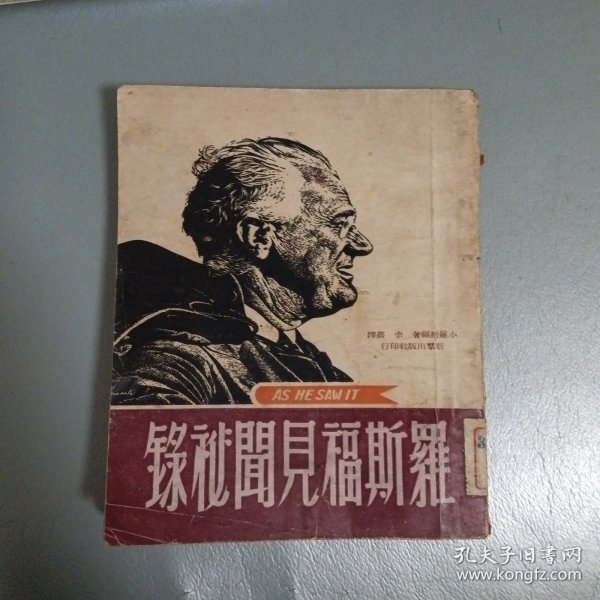 小羅斯福著 李嘉譯
新羣出版社印行
AS HE SAW IT
羅斯福見聞祕錄
孔夫子旧书网
www.kongfz.com